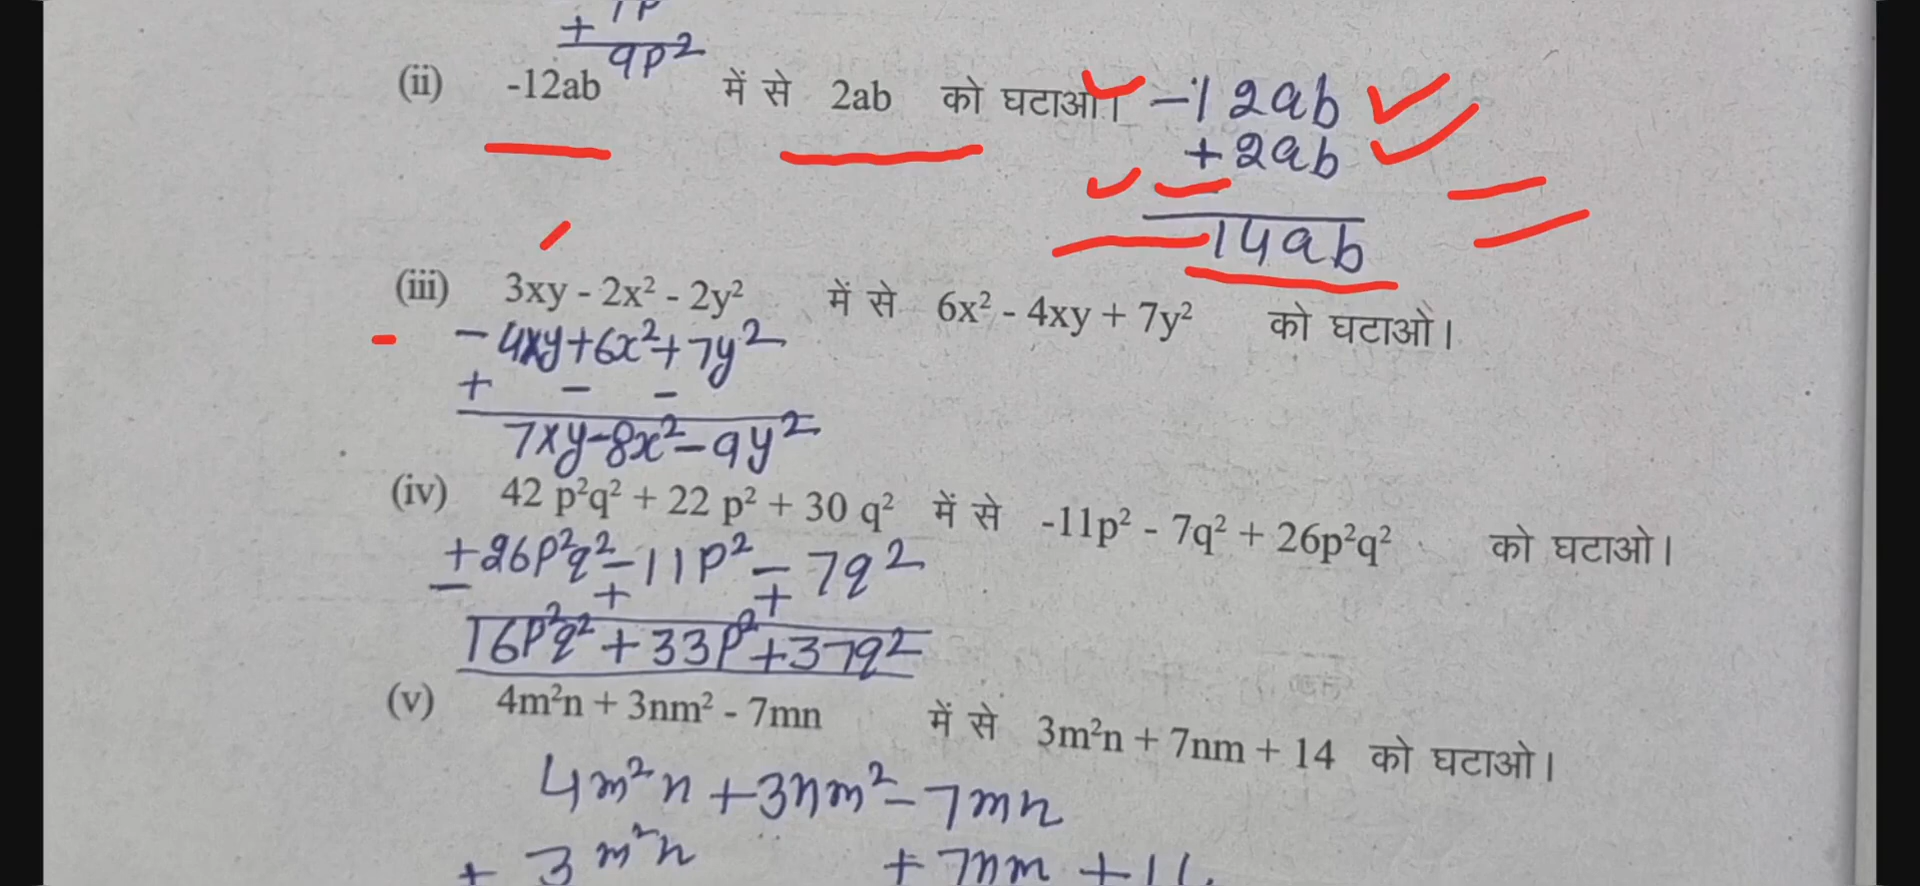 +
9p²
(ii) -12ab में से 2ab को घटाओ। -12ab
+2ab
14ab
(iii) 3xy - 2x² - 2y² में से 6x² - 4xy + 7y² को घटाओ।
- 4xy + 6x² + 7y²
+ - -
7xy - 8x² - 9y²
(iv) 42 p²q² + 22 p² + 30 q² में से -11p² - 7q² + 26p²q² को घटाओ।
+ 26p²q² - 11p² - 7q²
- + +
16p²q² + 33p² + 37q²
(v) 4m²n + 3nm² - 7mn में से 3m²n + 7nm + 14 को घटाओ।
4m²n + 3nm² - 7mn
+ 3m²n + 7nm +